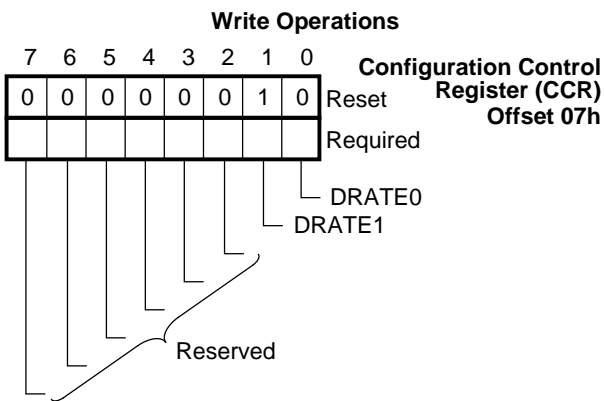 Write Operations
7 6 5 4 3 2 1 0
Configuration Control
Register (CCR)
Offset 07h
0 0 0 0 0 0 1 0 Reset
Required
DRATE0
DRATE1
Reserved